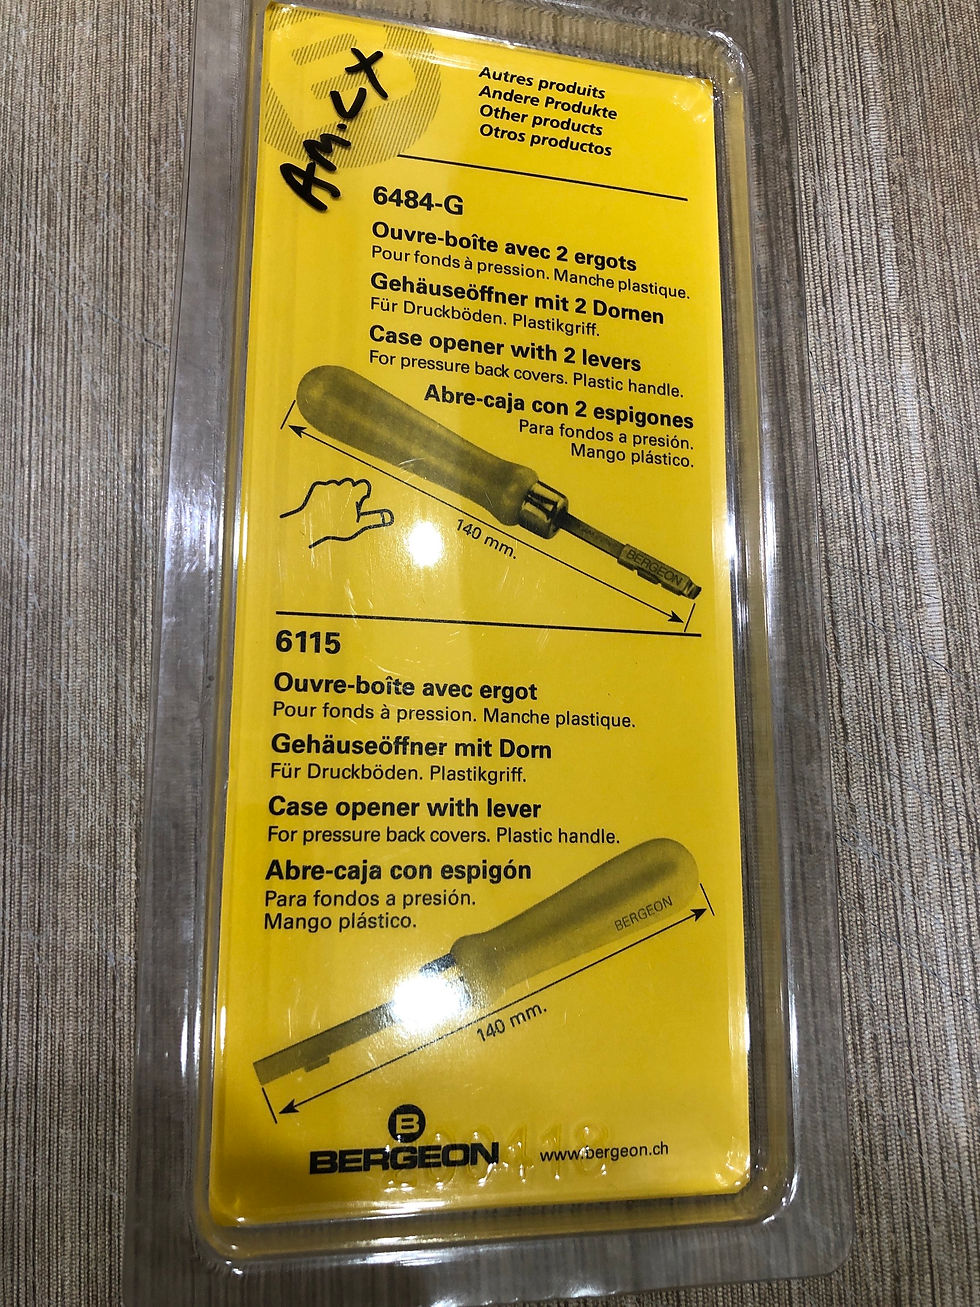 AM.LX
Autres produits
Andere Produkte
Other products
Otros productos
6484-G
Ouvre-boîte avec 2 ergots
Pour fonds à pression. Manche plastique.
Gehäuseöffner mit 2 Dornen
Für Druckböden. Plastikgriff.
Case opener with 2 levers
For pressure back covers. Plastic handle.
Abre-caja con 2 espigones
Para fondos a presión.
Mango plástico.
140 mm.
BERGEON
6115
Ouvre-boîte avec ergot
Pour fonds à pression. Manche plastique.
Gehäuseöffner mit Dorn
Für Druckböden. Plastikgriff.
Case opener with lever
For pressure back covers. Plastic handle.
Abre-caja con espigón
Para fondos a presión.
Mango plástico.
BERGEON
140 mm.
B
BERGEON
www.bergeon.ch